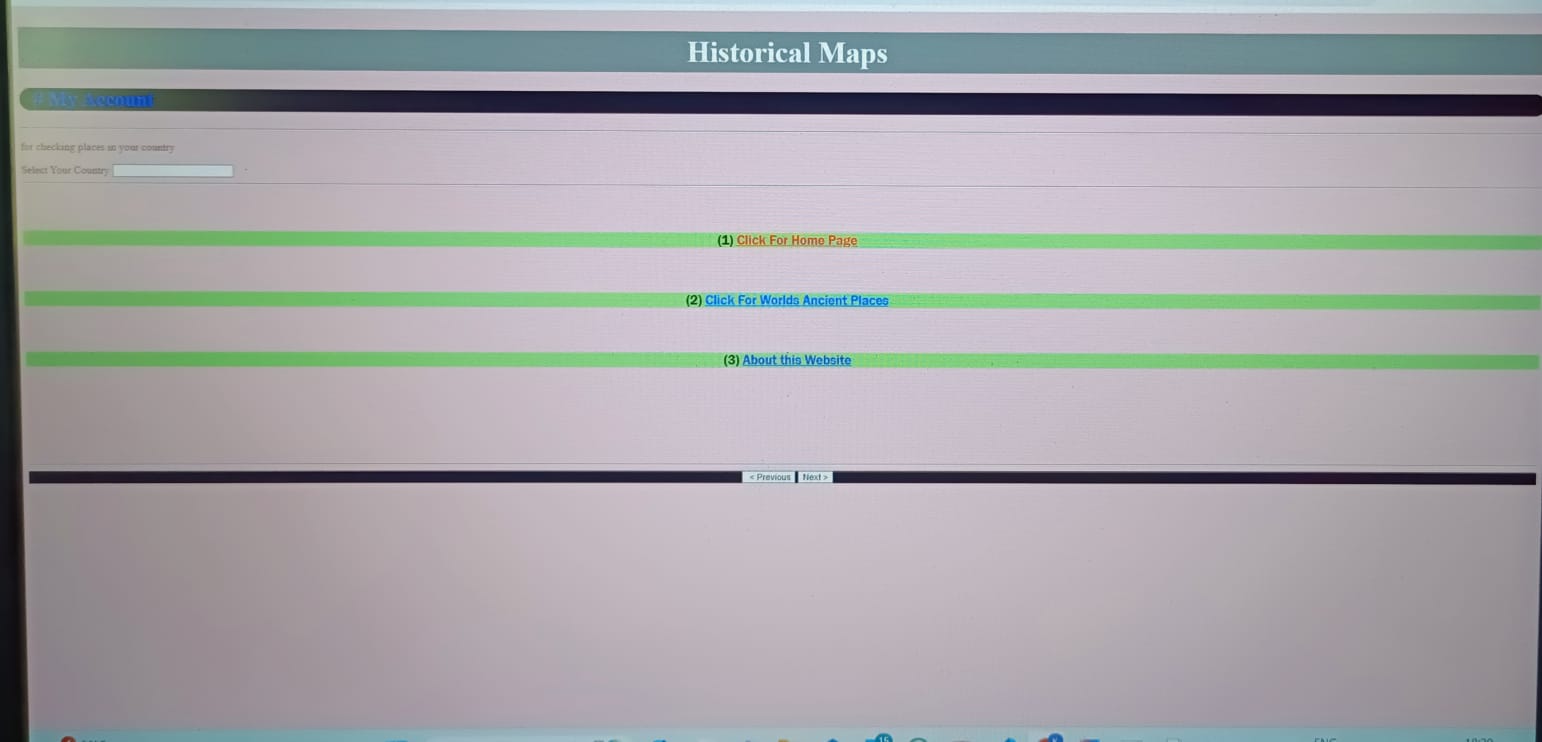 Historical Maps
# My Account
for checking places in your country
Select Your Country
(1) Click For Home Page
(2) Click For Worlds Ancient Places
(3) About this Website
< Previous Next >
15